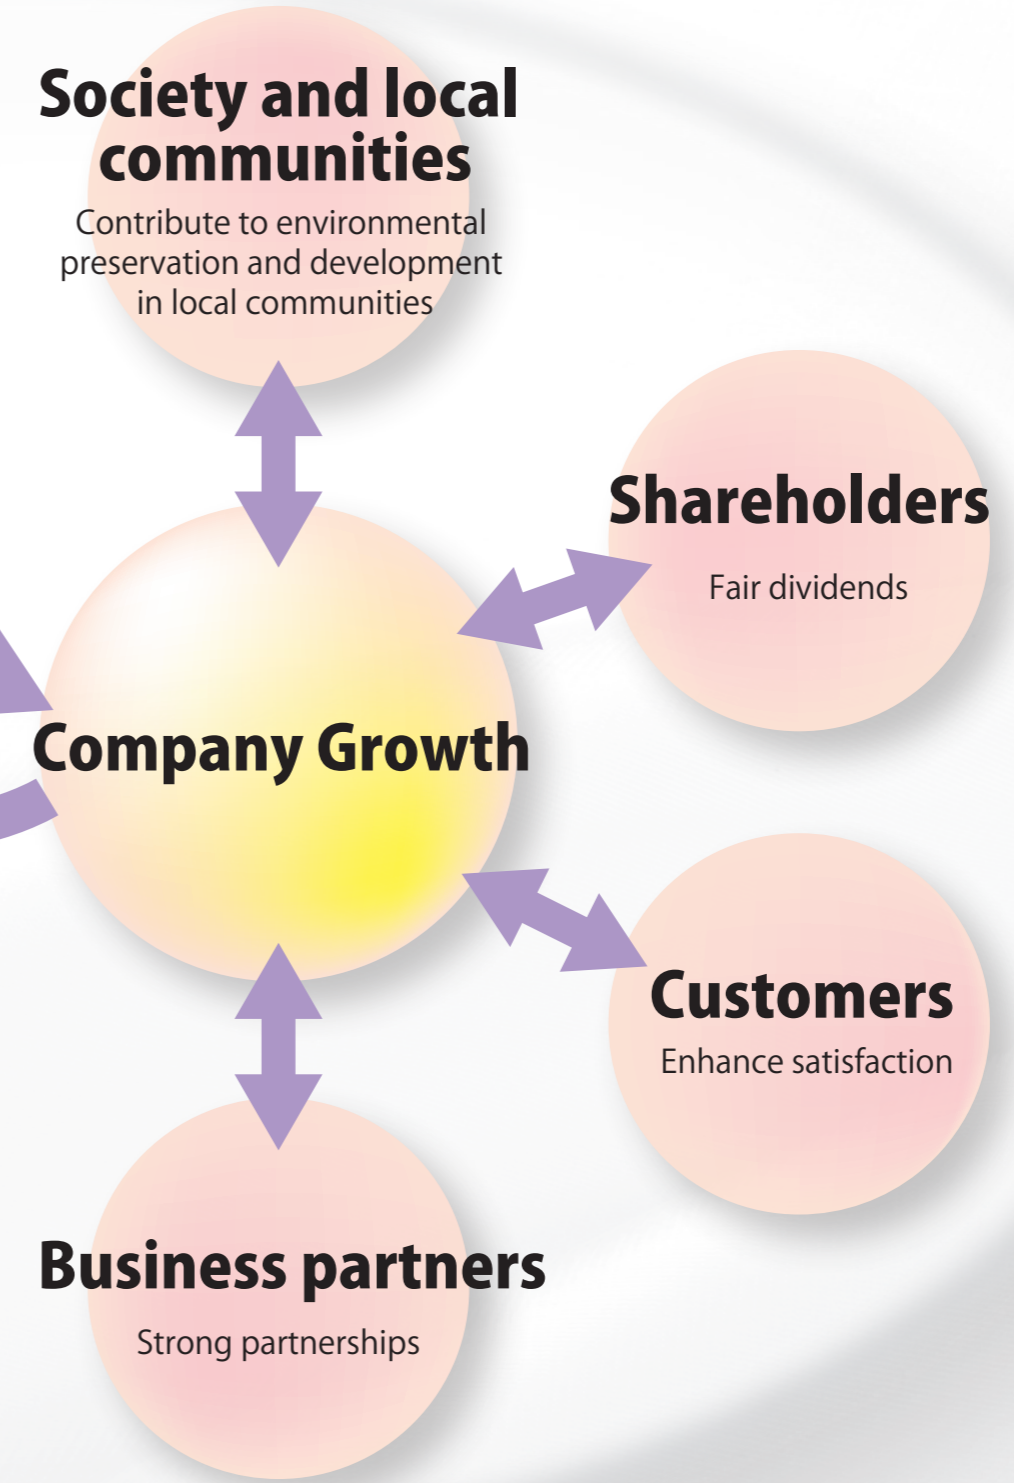 Society and local
communities
Contribute to environmental
preservation and development
in local communities
Shareholders
Fair dividends
Company Growth
Customers
Enhance satisfaction
Business partners
Strong partnerships